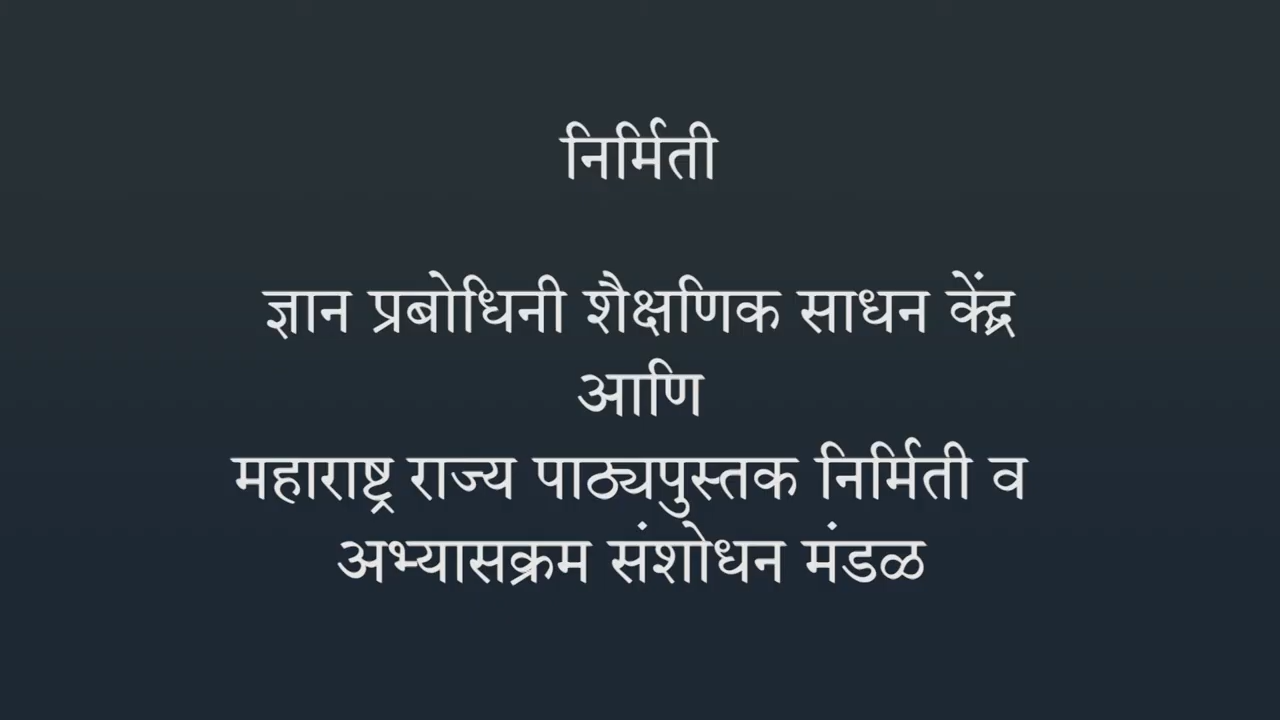 निर्मिती
ज्ञान प्रबोधिनी शैक्षणिक साधन केंद्र
आणि
महाराष्ट्र राज्य पाठ्यपुस्तक निर्मिती व
अभ्यासक्रम संशोधन मंडळ